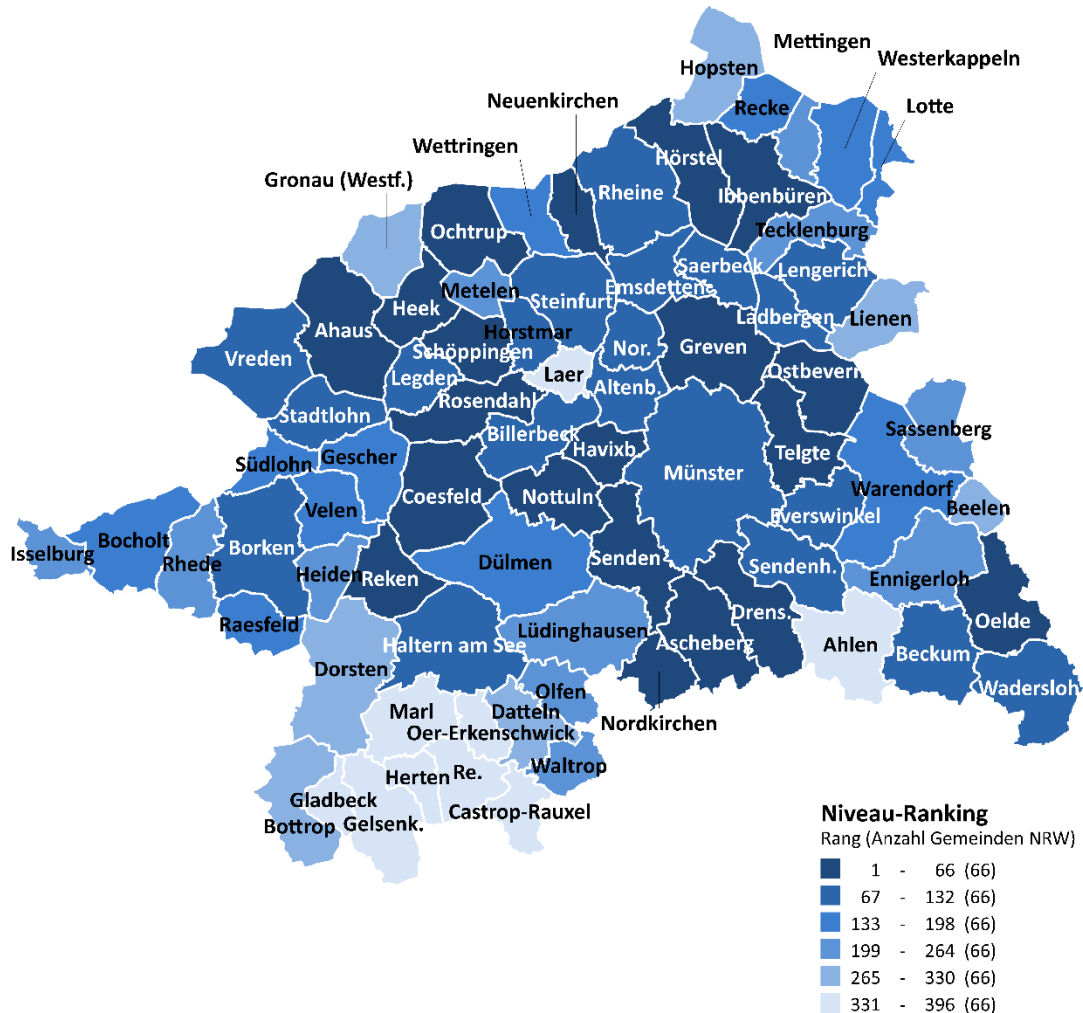 Mettingen
Hopsten
Westerkappeln
Neuenkirchen
Recke
Lotte
Wettringen
Hörstel
Gronau (Westf.)
Rheine
Ibbenbüren
Ochtrup
Tecklenburg
Saerbeck
Lengerich
Metelen
Emsdetten
Heek
Steinfurt
Ahaus
Ladbergen
Lienen
Horstmar
Schöppingen
Nor.
Greven
Vreden
Legden
Laer
Ostbevern
Altenb.
Rosendahl
Stadtlohn
Billerbeck
Sassenberg
Havixb.
Telgte
Gescher
Südlohn
Münster
Warendorf
Coesfeld
Nottuln
Beelen
Velen
Everswinkel
Bocholt
Borken
Isselburg
Senden
Rhede
Dülmen
Sendenh.
Heiden
Reken
Ennigerloh
Drens.
Oelde
Raesfeld
Lüdinghausen
Ascheberg
Haltern am See
Ahlen
Beckum
Dorsten
Wadersloh
Olfen
Marl
Datteln
Nordkirchen
Oer-Erkenschwick
Waltrop
Herten
Re.
Gladbeck
Castrop-Rauxel
Bottrop
Gelsenk.
Niveau-Ranking
Rang (Anzahl Gemeinden NRW)
1 - 66 (66)
67 - 132 (66)
133 - 198 (66)
199 - 264 (66)
265 - 330 (66)
331 - 396 (66)